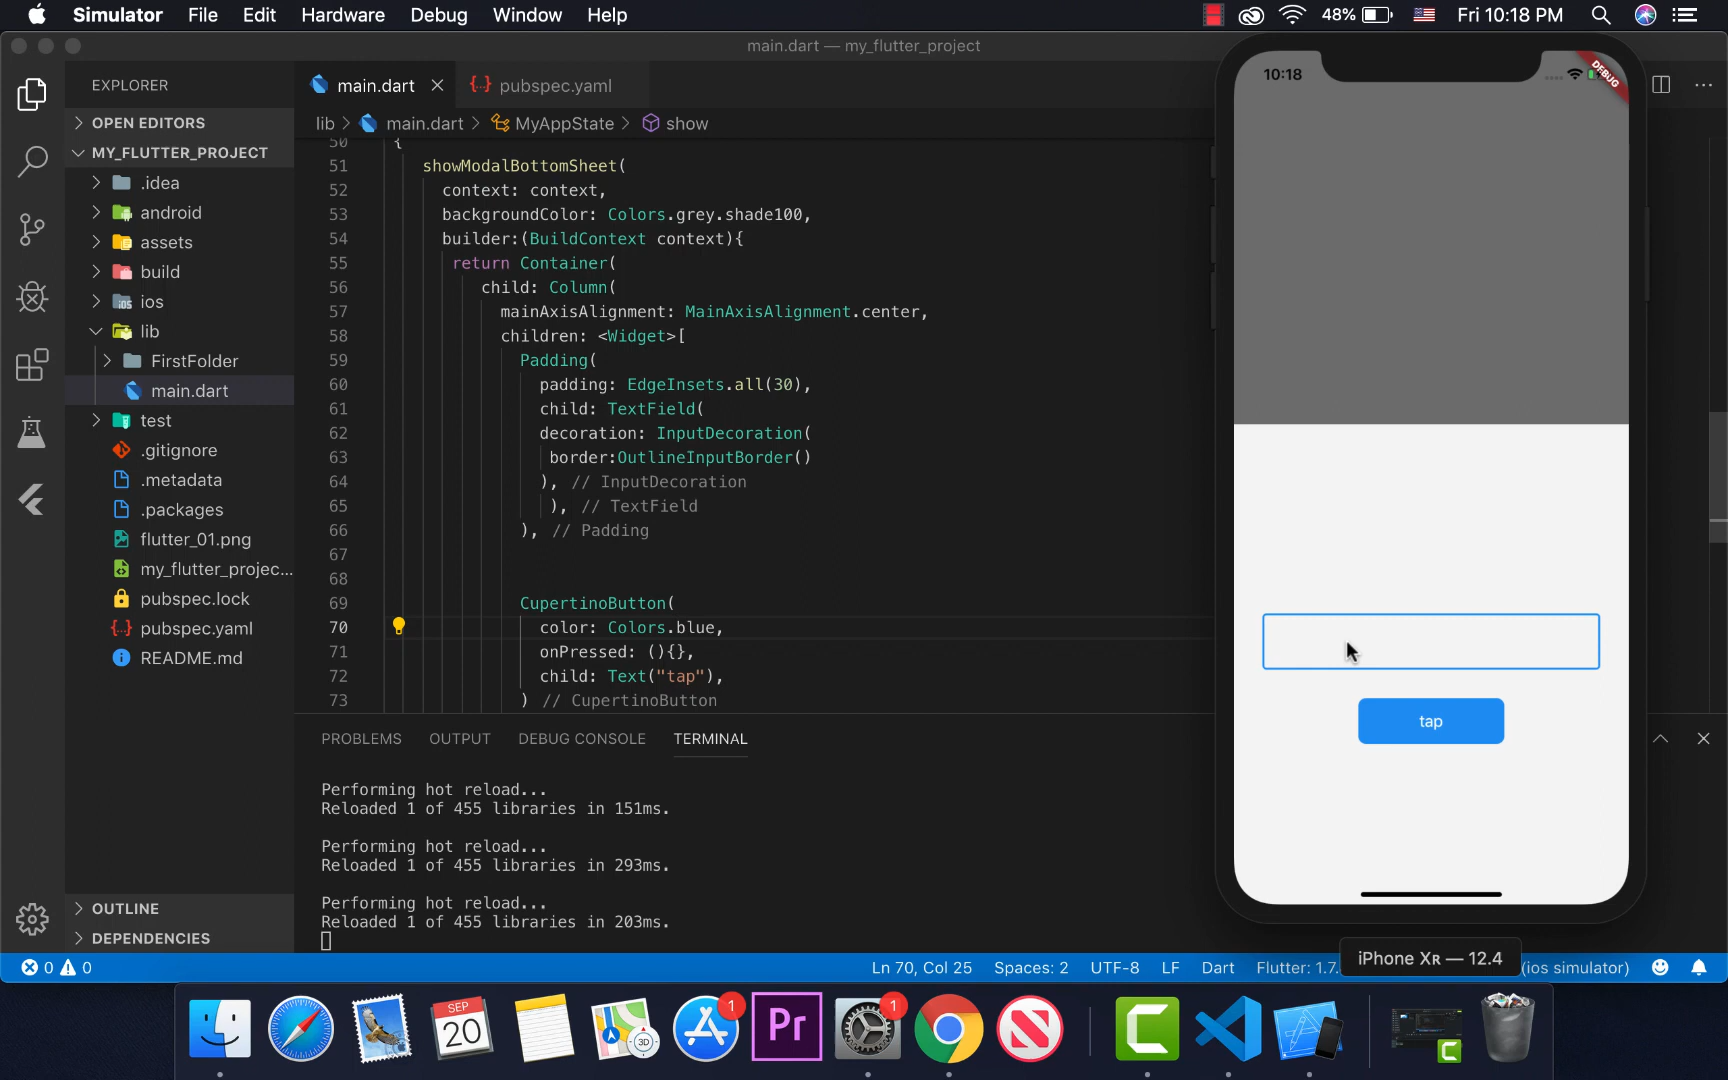 Simulator File Edit Hardware Debug Window Help 48% Fri 10:18 PM
main.dart — my_flutter_project
EXPLORER
OPEN EDITORS
MY_FLUTTER_PROJECT
.idea
android
assets
build
ios
lib
FirstFolder
main.dart
test
.gitignore
.metadata
.packages
flutter_01.png
my_flutter_projec...
pubspec.lock
pubspec.yaml
README.md
OUTLINE
DEPENDENCIES
main.dart pubspec.yaml
lib > main.dart > MyAppState > show
50 {
51 showModalBottomSheet(
52 context: context,
53 backgroundColor: Colors.grey.shade100,
54 builder:(BuildContext context){
55 return Container(
56 child: Column(
57 mainAxisAlignment: MainAxisAlignment.center,
58 children: <Widget>[
59 Padding(
60 padding: EdgeInsets.all(30),
61 child: TextField(
62 decoration: InputDecoration(
63 border:OutlineInputBorder()
64 ), // InputDecoration
65 ), // TextField
66 ), // Padding
67
68
69 CupertinoButton(
70 color: Colors.blue,
71 onPressed: (){},
72 child: Text("tap"),
73 ) // CupertinoButton
PROBLEMS OUTPUT DEBUG CONSOLE TERMINAL
Performing hot reload...
Reloaded 1 of 455 libraries in 151ms.
Performing hot reload...
Reloaded 1 of 455 libraries in 293ms.
Performing hot reload...
Reloaded 1 of 455 libraries in 203ms.
10:18
DEBUG
tap
iPhone Xʀ — 12.4
0 0 Ln 70, Col 25 Spaces: 2 UTF-8 LF Dart Flutter: 1.7. (ios simulator)
SEP
20
3D
1
Pr
1